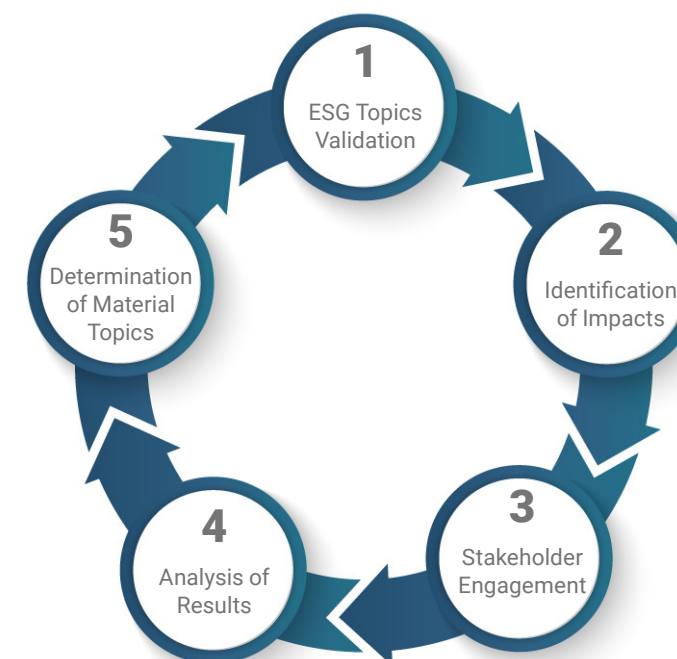 1
ESG Topics
Validation
2
Identification
of Impacts
3
Stakeholder
Engagement
4
Analysis of
Results
5
Determination
of Material
Topics